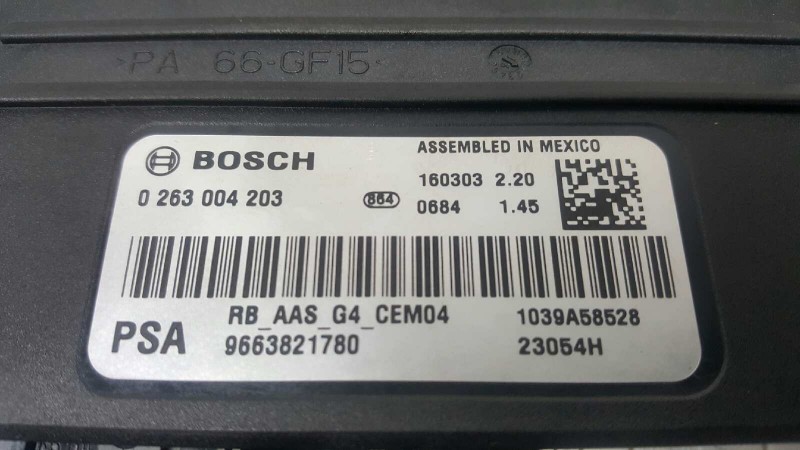 >PA 66-GF15<
BOSCH
ASSEMBLED IN MEXICO
0 263 004 203
864
160303 2.20
0684 1.45
RB_AAS_G4_CEM04
1039A58528
PSA
9663821780
23054H